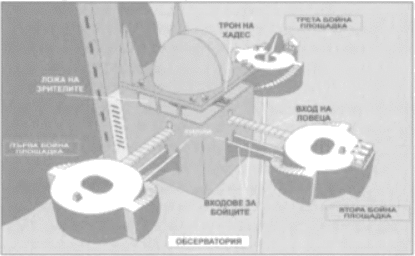 ТРОН НА
ХАДЕС
ТРЕТА БОЙНА
ПЛОЩАДКА
ЛОЖА НА
ЗРИТЕЛИТЕ
ВХОД НА
ЛОВЕЦА
ПЪРВА БОЙНА
ПЛОЩАДКА
ВХОДОВЕ ЗА
БОЙЦИТЕ
ВТОРА БОЙНА
ПЛОЩАДКА
ОБСЕРВАТОРИЯ